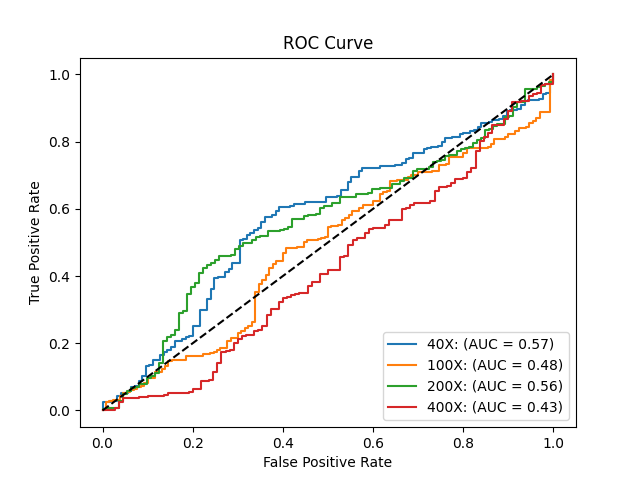 ROC Curve
True Positive Rate
1.0
0.8
0.6
0.4
0.2
0.0
0.0 0.2 0.4 0.6 0.8 1.0
False Positive Rate
40X: (AUC = 0.57)
100X: (AUC = 0.48)
200X: (AUC = 0.56)
400X: (AUC = 0.43)